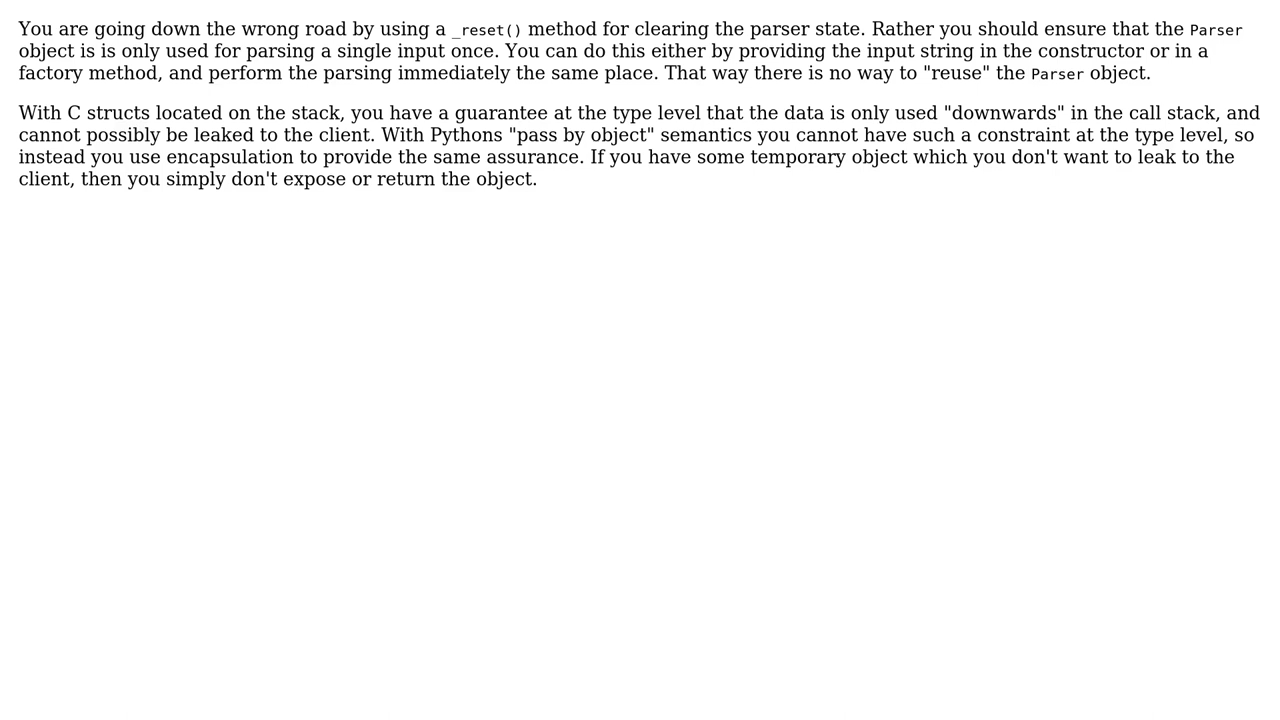 You are going down the wrong road by using a _reset() method for clearing the parser state. Rather you should ensure that the Parser
object is is only used for parsing a single input once. You can do this either by providing the input string in the constructor or in a
factory method, and perform the parsing immediately the same place. That way there is no way to "reuse" the Parser object.
With C structs located on the stack, you have a guarantee at the type level that the data is only used "downwards" in the call stack, and
cannot possibly be leaked to the client. With Pythons "pass by object" semantics you cannot have such a constraint at the type level, so
instead you use encapsulation to provide the same assurance. If you have some temporary object which you don't want to leak to the
client, then you simply don't expose or return the object.